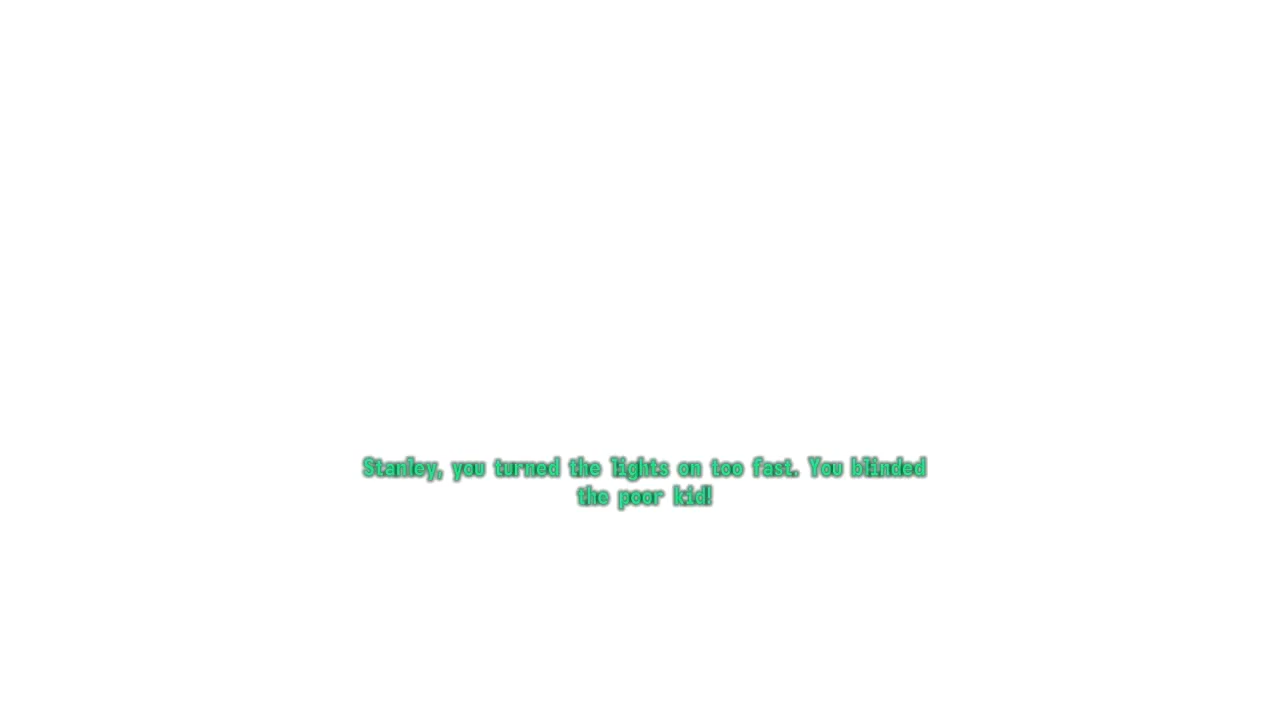 Stanley, you turned the lights on too fast. You blinded
the poor kid!